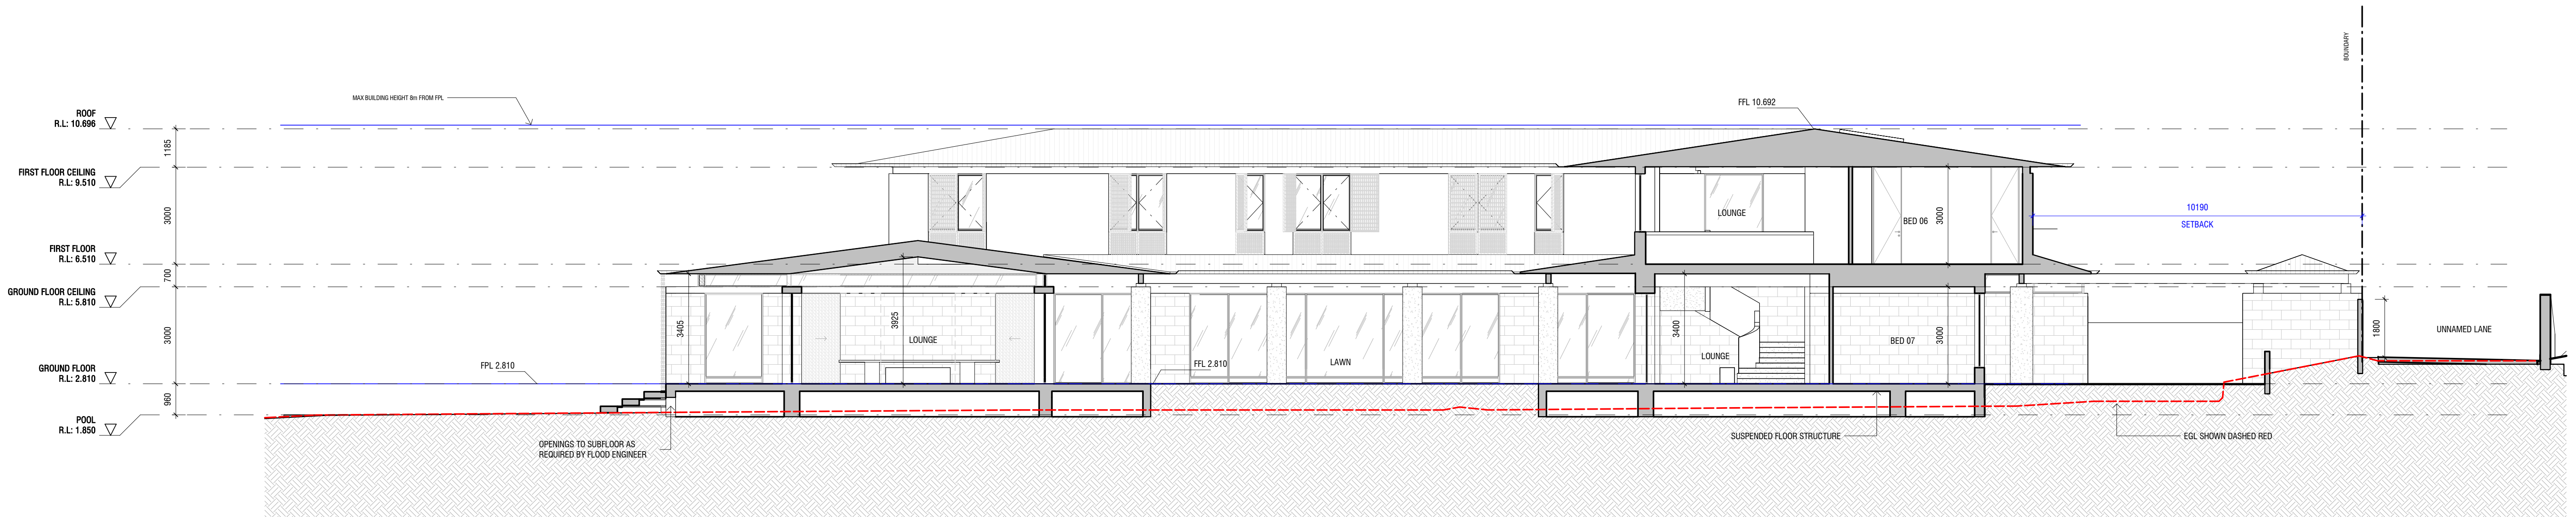 BOUNDARY
MAX BUILDING HEIGHT 8m FROM FPL
FFL 10.692
ROOF
R.L: 10.696
1185
FIRST FLOOR CEILING
R.L: 9.510
3000
FIRST FLOOR
R.L: 6.510
700
GROUND FLOOR CEILING
R.L: 5.810
3000
GROUND FLOOR
R.L: 2.810
960
POOL
R.L: 1.850
LOUNGE
BED 06
3000
10190
SETBACK
3405
3925
LOUNGE
FPL 2.810
FFL 2.810
LAWN
3400
LOUNGE
BED 07
3000
1800
UNNAMED LANE
OPENINGS TO SUBFLOOR AS
REQUIRED BY FLOOD ENGINEER
SUSPENDED FLOOR STRUCTURE
EGL SHOWN DASHED RED